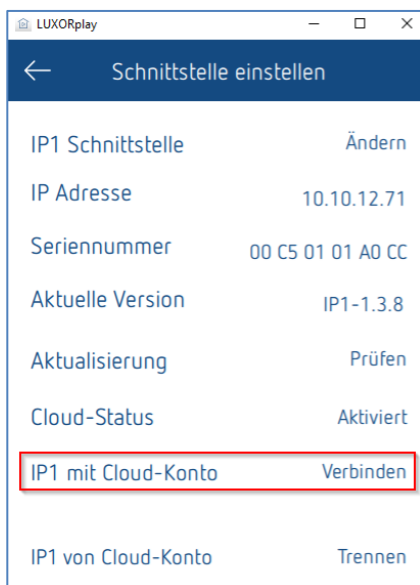 LUXORplay
Schnittstelle einstellen
IP1 Schnittstelle Ändern
IP Adresse 10.10.12.71
Seriennummer 00 C5 01 01 A0 CC
Aktuelle Version IP1-1.3.8
Aktualisierung Prüfen
Cloud-Status Aktiviert
IP1 mit Cloud-Konto Verbinden
IP1 von Cloud-Konto Trennen